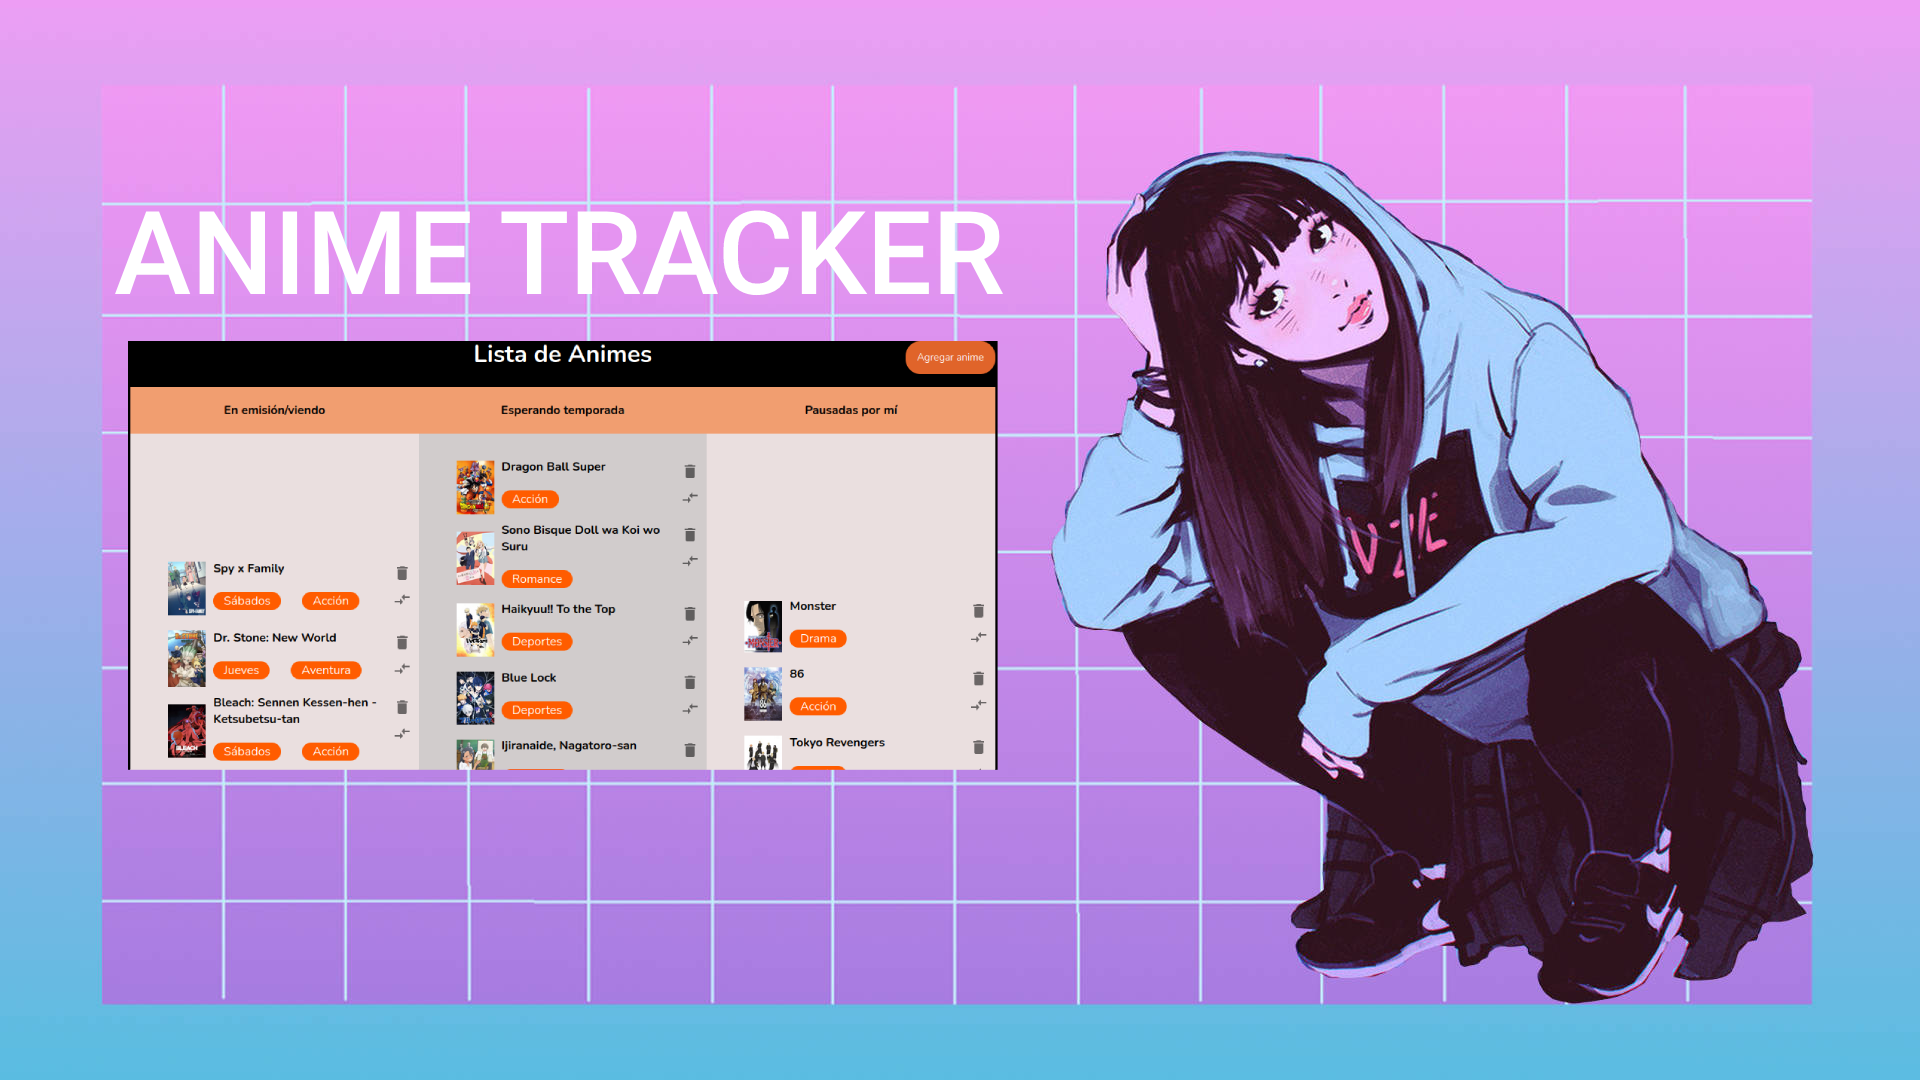 ANIME TRACKER
Lista de Animes
Agregar anime
En emisión/viendo
Esperando temporada
Pausadas por mí
Spy x Family
Sábados Acción
Dr. Stone: New World
Jueves Aventura
Bleach: Sennen Kessen-hen -
Ketsubetsu-tan
Sábados Acción
Dragon Ball Super
Acción
Sono Bisque Doll wa Koi wo
Suru
Romance
Haikyuu!! To the Top
Deportes
Blue Lock
Deportes
Ijiranaide, Nagatoro-san
Monster
Drama
86
Acción
Tokyo Revengers